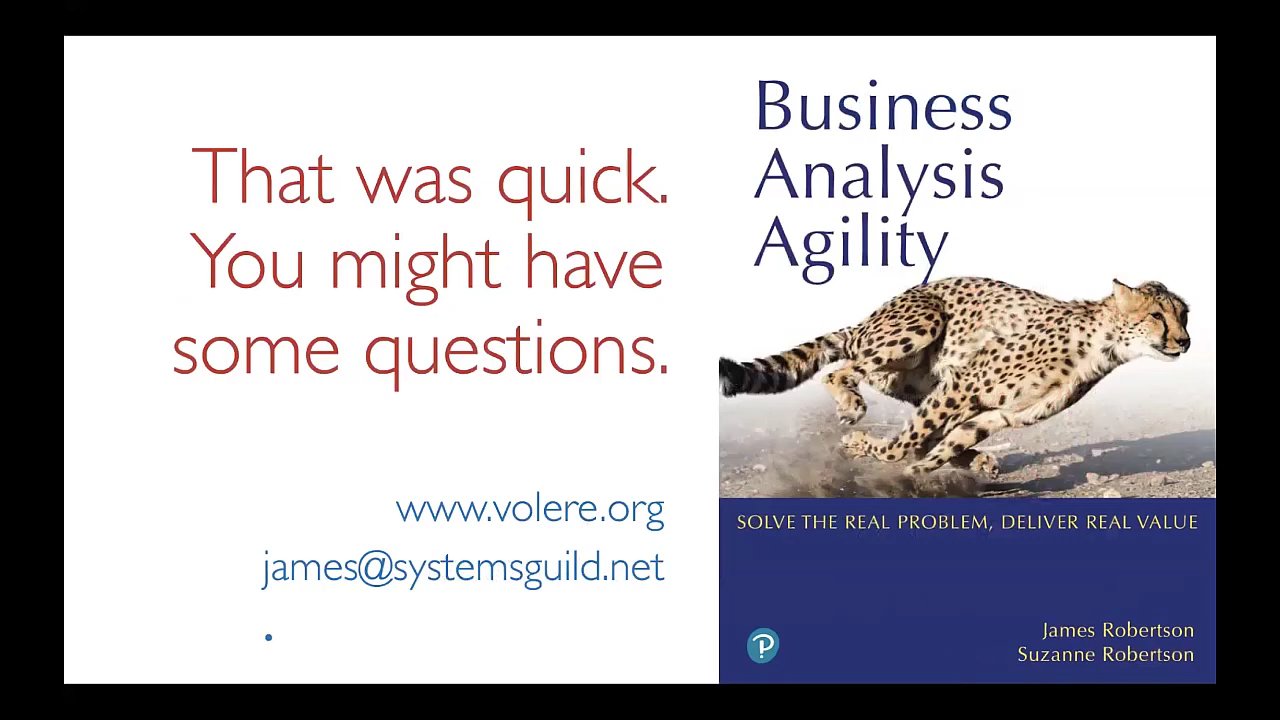 That was quick.
You might have
some questions.
www.volere.org
james@systemsguild.net
.
Business
Analysis
Agility
SOLVE THE REAL PROBLEM, DELIVER REAL VALUE
P
James Robertson
Suzanne Robertson